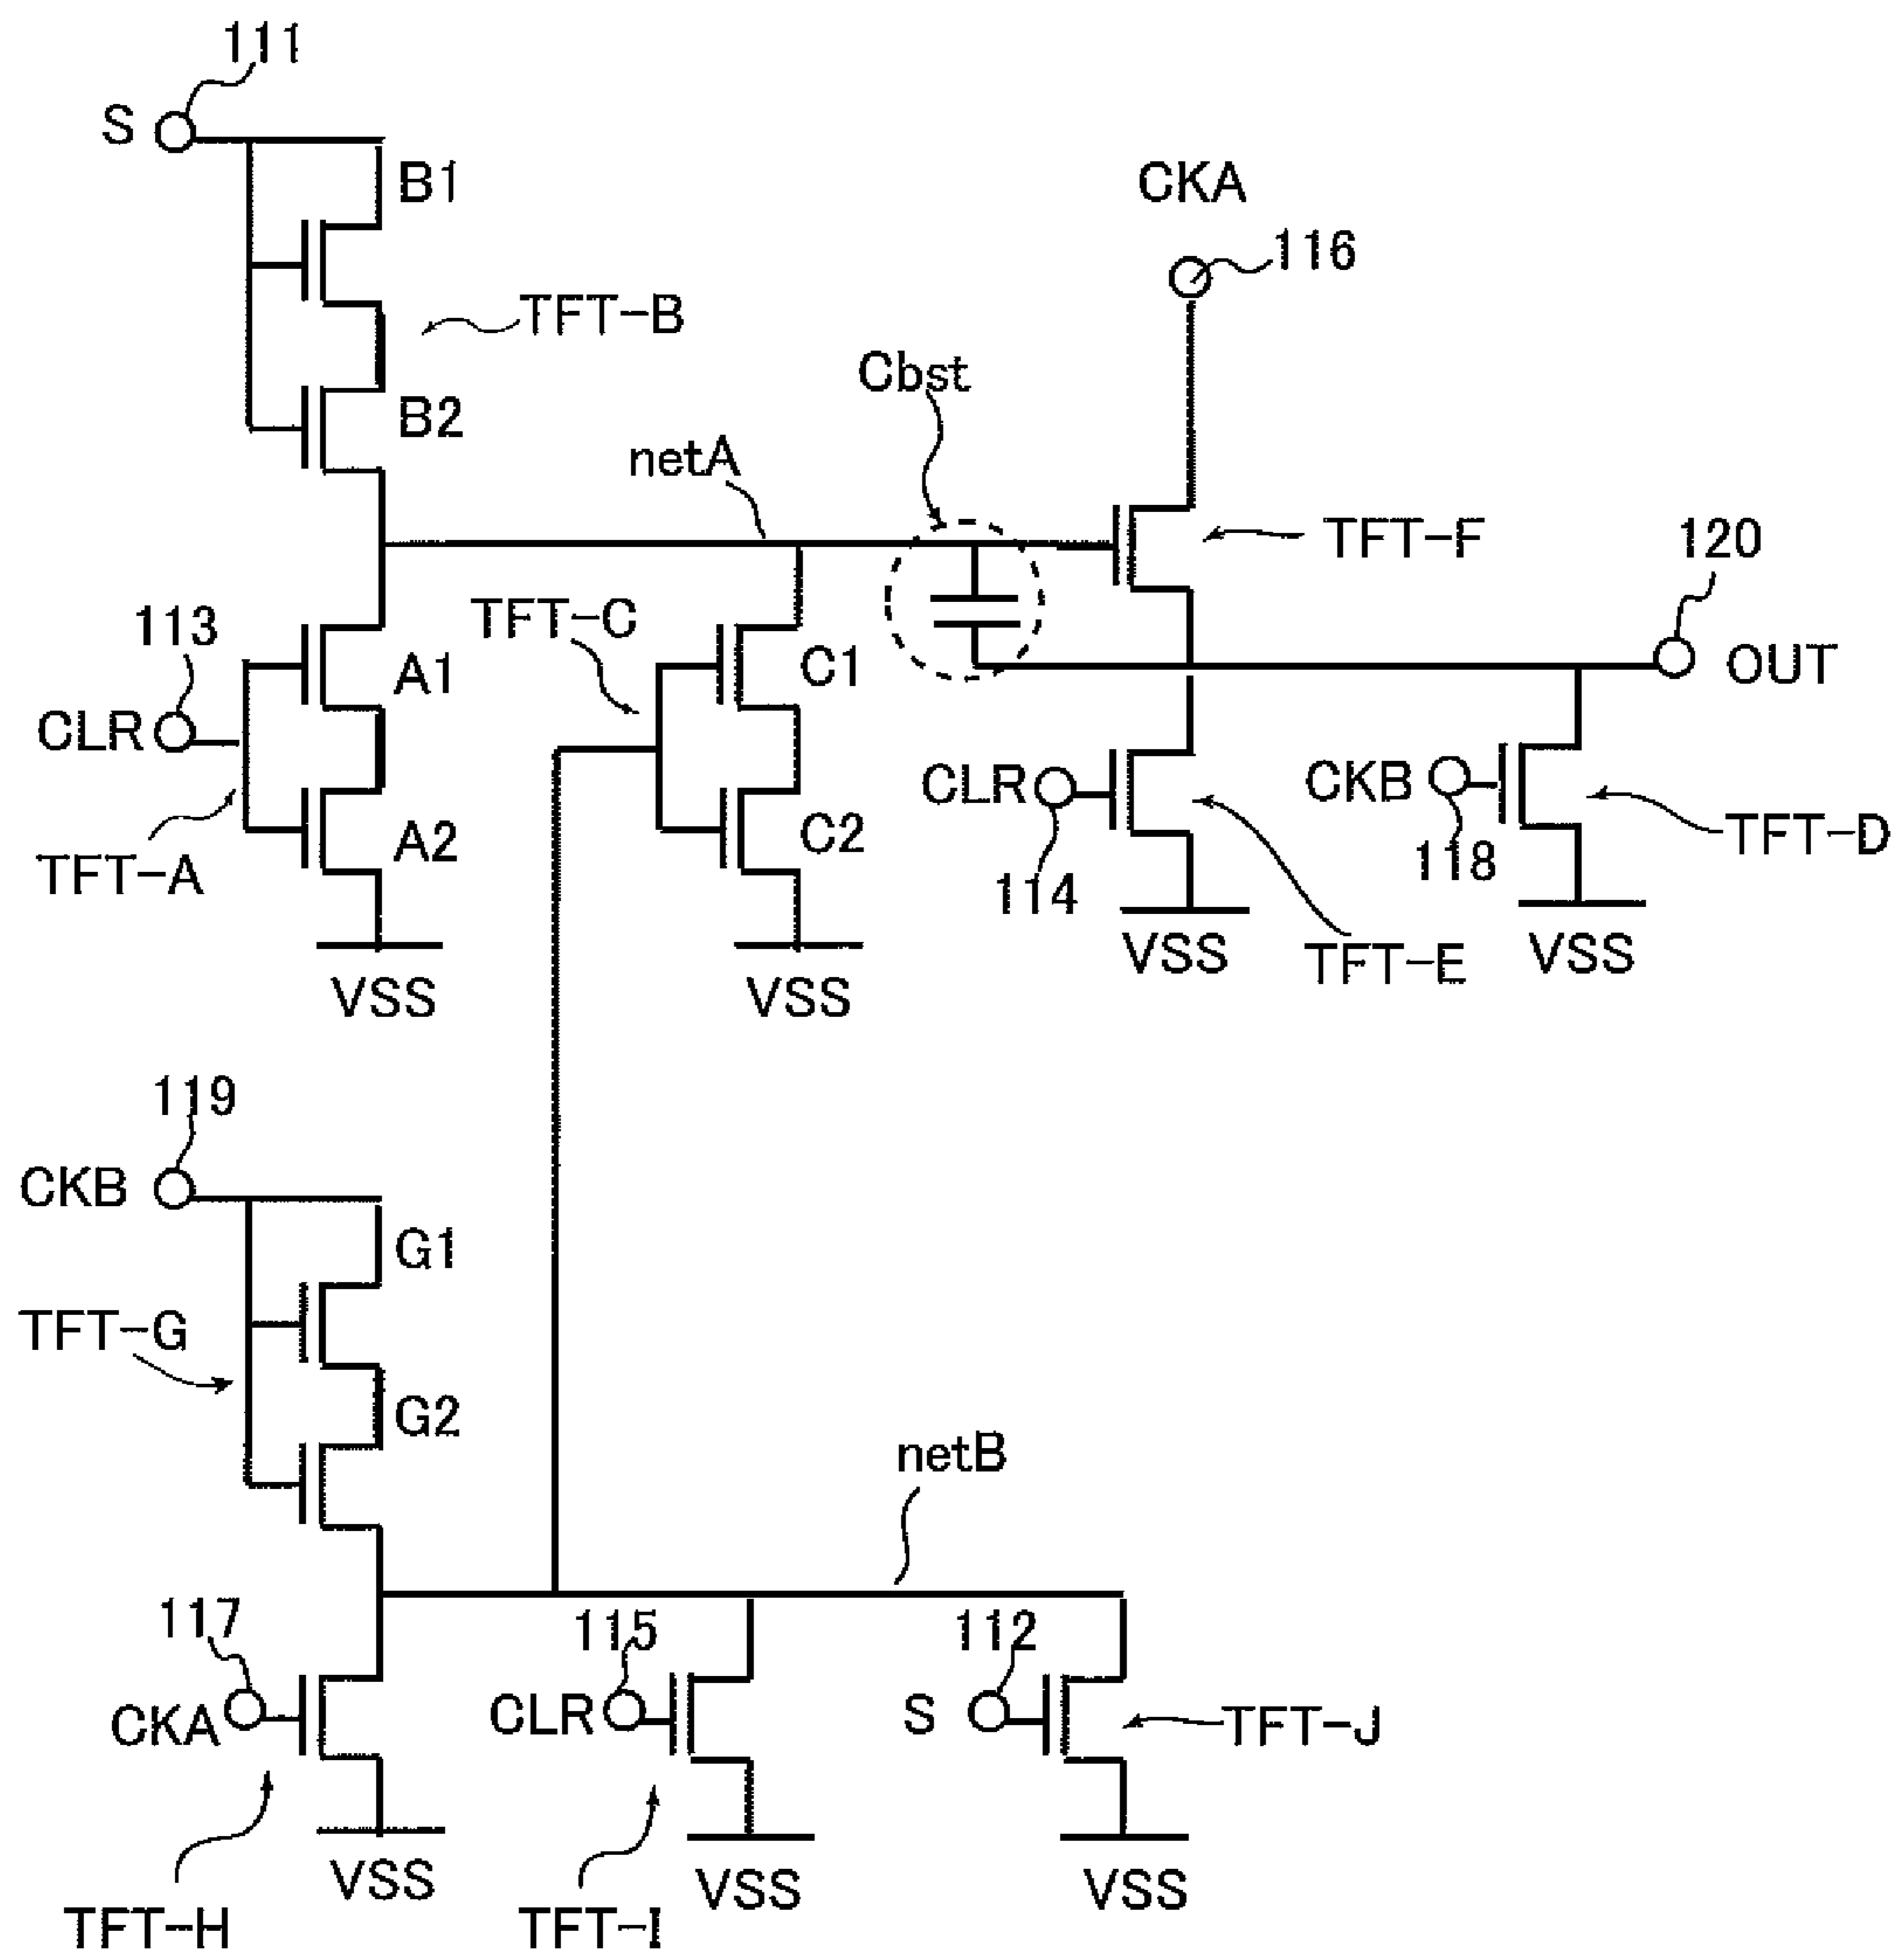 111
S
B1
CKA
116
TFT-B
Cbst
B2
netA
TFT-F
120
TFT-C
113
A1
C1
OUT
CLR
CLR
CKB
A2
C2
TFT-D
TFT-A
114
118
VSS
TFT-E
VSS
VSS
VSS
119
CKB
G1
TFT-G
G2
netB
117
115
112
CKA
CLR
S
TFT-J
VSS
VSS
VSS
TFT-H
TFT-I